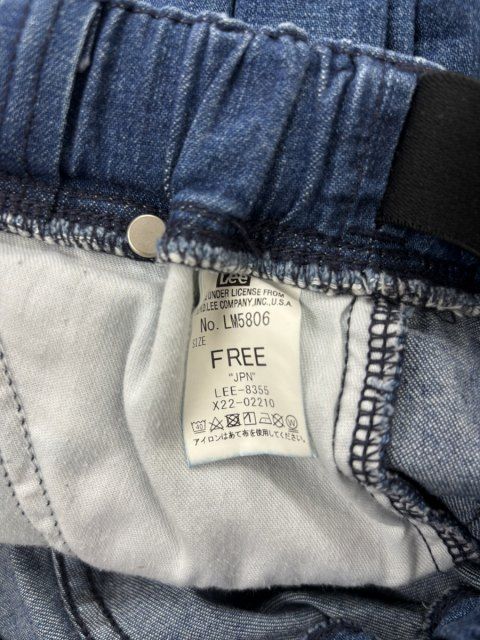 Lee
UNDER LICENSE FROM
LEE COMPANY, INC., U.S.A
No. LM5806
SIZE
FREE
"JPN"
LEE-8355
X22-02210
40
アイロンはあて布を使用してください。